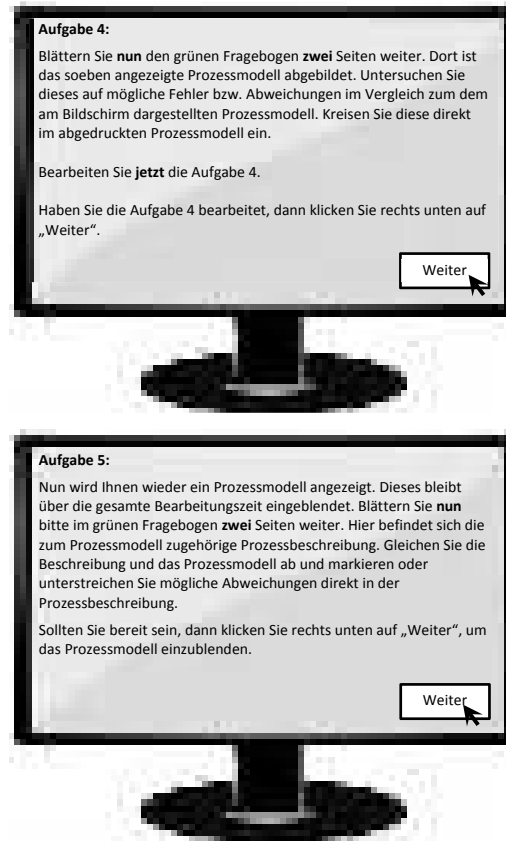 Aufgabe 4:
Blättern Sie nun den grünen Fragebogen zwei Seiten weiter. Dort ist
das soeben angezeigte Prozessmodell abgebildet. Untersuchen Sie
dieses auf mögliche Fehler bzw. Abweichungen im Vergleich zum dem
am Bildschirm dargestellten Prozessmodell. Kreisen Sie diese direkt
im abgedruckten Prozessmodell ein.
Bearbeiten Sie jetzt die Aufgabe 4.
Haben Sie die Aufgabe 4 bearbeitet, dann klicken Sie rechts unten auf
„Weiter“.
Weiter
Aufgabe 5:
Nun wird Ihnen wieder ein Prozessmodell angezeigt. Dieses bleibt
über die gesamte Bearbeitungszeit eingeblendet. Blättern Sie nun
bitte im grünen Fragebogen zwei Seiten weiter. Hier befindet sich die
zum Prozessmodell zugehörige Prozessbeschreibung. Gleichen Sie die
Beschreibung und das Prozessmodell ab und markieren oder
unterstreichen Sie mögliche Abweichungen direkt in der
Prozessbeschreibung.
Sollten Sie bereit sein, dann klicken Sie rechts unten auf „Weiter“, um
das Prozessmodell einzublenden.
Weiter